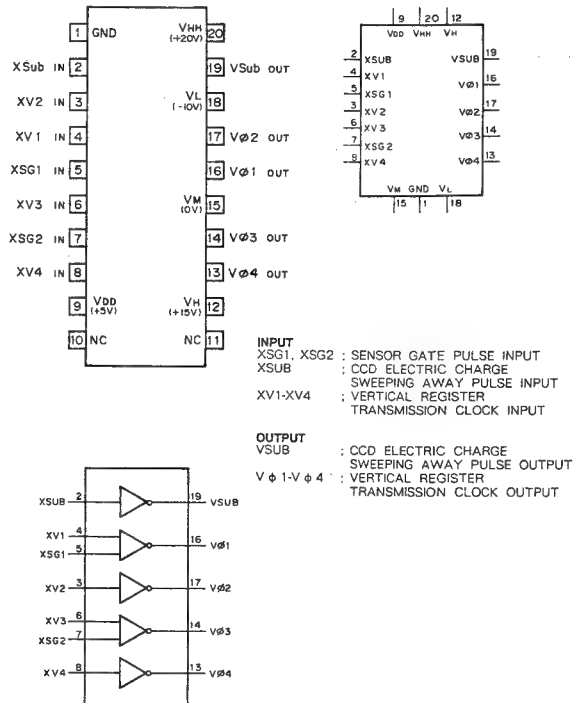 1 GND VHH (+20V) 20
XSub IN 2 19 VSub OUT
XV2 IN 3 VL (-10V) 18
XV1 IN 4 17 VØ2 OUT
XSG1 IN 5 16 VØ1 OUT
XV3 IN 6 VM (0V) 15
XSG2 IN 7 14 VØ3 OUT
XV4 IN 8 13 VØ4 OUT
9 VDD (+5V) VH (+15V) 12
10 NC NC 11
9 20 12
VDD VHH VH
2 XSUB VSUB 19
4 XV1 VØ1 16
5 XSG1
3 XV2 VØ2 17
6 XV3 VØ3 14
7 XSG2
8 XV4 VØ4 13
VM GND VL
15 1 18
INPUT
XSG1, XSG2 : SENSOR GATE PULSE INPUT
XSUB : CCD ELECTRIC CHARGE
SWEEPING AWAY PULSE INPUT
XV1-XV4 : VERTICAL REGISTER
TRANSMISSION CLOCK INPUT
OUTPUT
VSUB : CCD ELECTRIC CHARGE
SWEEPING AWAY PULSE OUTPUT
V ϕ 1-V ϕ 4 : VERTICAL REGISTER
TRANSMISSION CLOCK OUTPUT
XSUB 2 19 VSUB
XV1 4 16 VØ1
XSG1 5
XV2 3 17 VØ2
XV3 6 14 VØ3
XSG2 7
XV4 8 13 VØ4